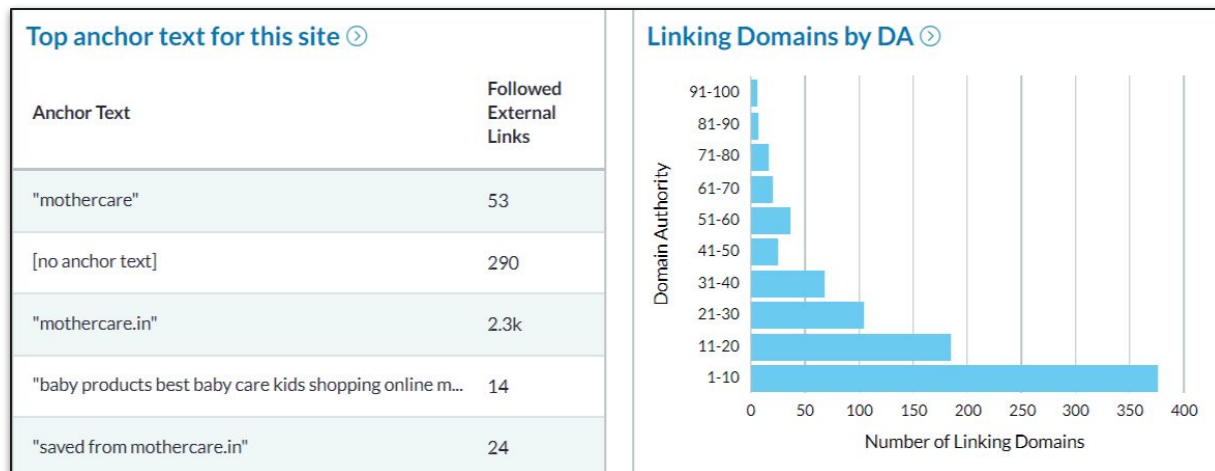 Top anchor text for this site
Anchor Text
Followed
External
Links
"mothercare"
53
[no anchor text]
290
"mothercare.in"
2.3k
"baby products best baby care kids shopping online m...
14
"saved from mothercare.in"
24
Linking Domains by DA
Domain Authority
91-100
81-90
71-80
61-70
51-60
41-50
31-40
21-30
11-20
1-10
0 50 100 150 200 250 300 350 400
Number of Linking Domains